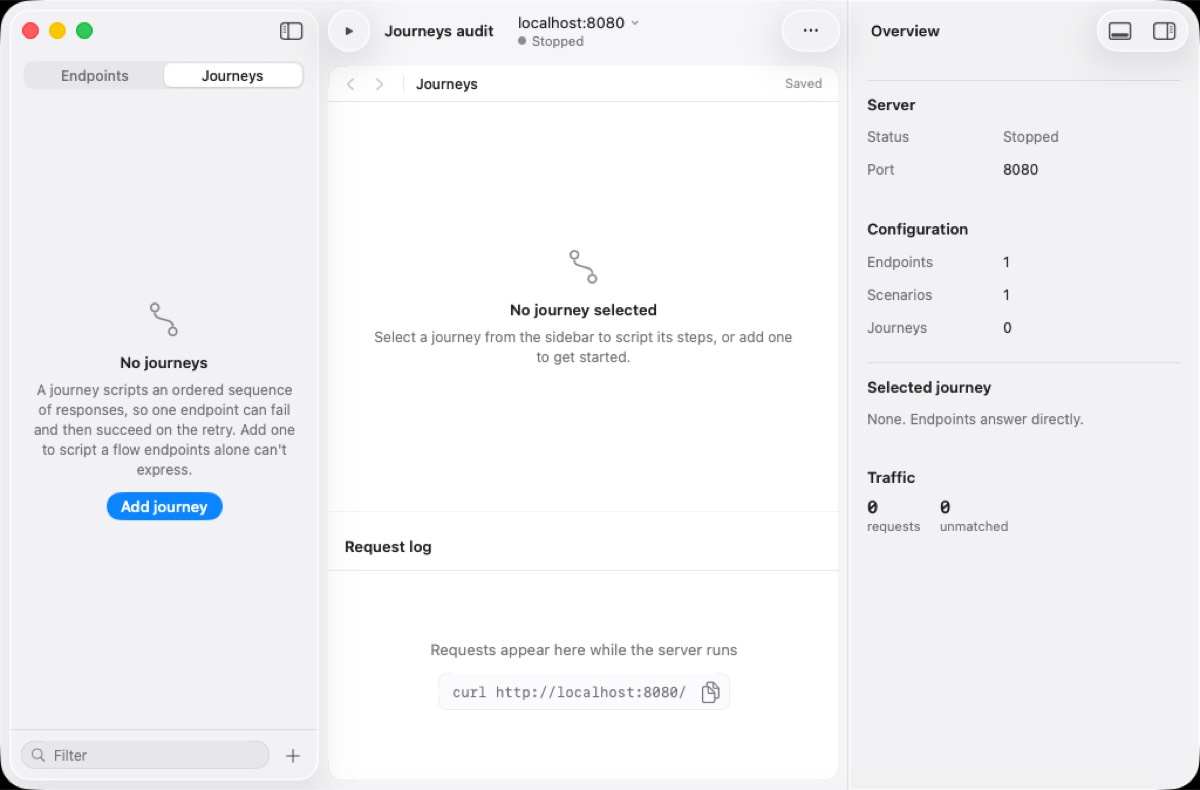 Endpoints
Journeys
No journeys
A journey scripts an ordered sequence
of responses, so one endpoint can fail
and then succeed on the retry. Add one
to script a flow endpoints alone can't
express.
Add journey
Filter
Journeys audit
localhost:8080
Stopped
Journeys
Saved
No journey selected
Select a journey from the sidebar to script its steps, or add one
to get started.
Request log
Requests appear here while the server runs
curl http://localhost:8080/
Overview
Server
Status Stopped
Port 8080
Configuration
Endpoints 1
Scenarios 1
Journeys 0
Selected journey
None. Endpoints answer directly.
Traffic
0 0
requests unmatched